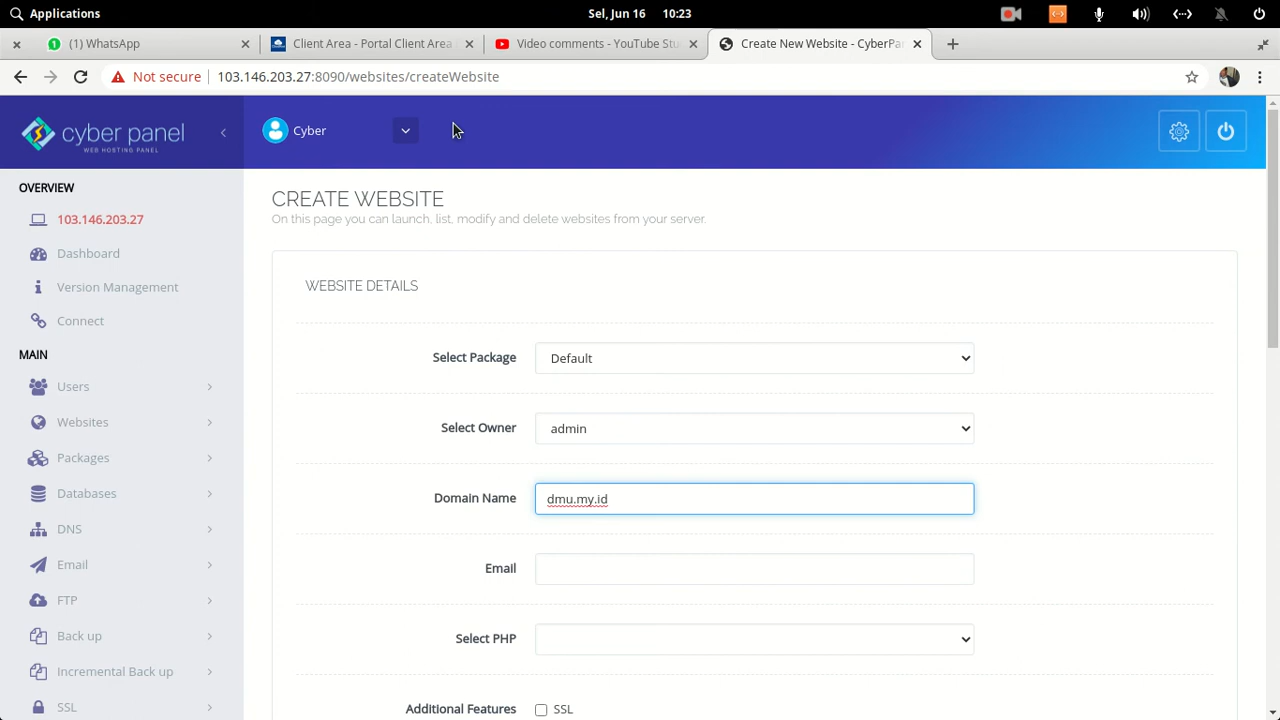 Applications
Sel, Jun 16 • 10:23
(1) WhatsApp
Client Area - Portal Client Area
Video comments - YouTube Stu
Create New Website - CyberPan
Not secure
103.146.203.27:8090/websites/createWebsite
cyber panel
WEB HOSTING PANEL
Cyber
OVERVIEW
103.146.203.27
Dashboard
Version Management
Connect
MAIN
Users
Websites
Packages
Databases
DNS
Email
FTP
Back up
Incremental Back up
SSL
CREATE WEBSITE
On this page you can launch, list, modify and delete websites from your server.
WEBSITE DETAILS
Select Package
Default
Select Owner
admin
Domain Name
dmu.my.id
Email
Select PHP
Additional Features
SSL